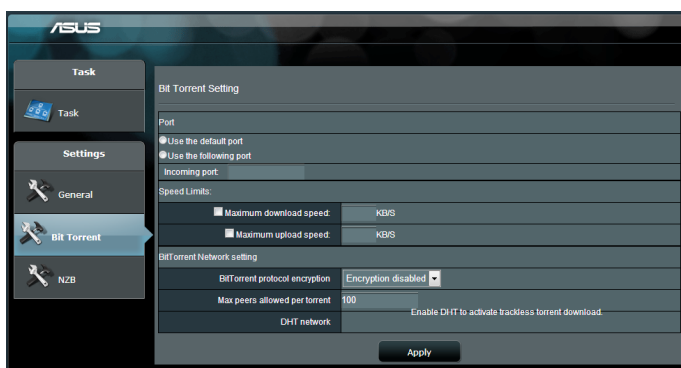 ASUS
Task
Task
Settings
General
Bit Torrent
NZB
Bit Torrent Setting
Port
Use the default port
Use the following port
Incoming port:
Speed Limits:
Maximum download speed: KB/S
Maximum upload speed: KB/S
BitTorrent Network setting
BitTorrent protocol encryption Encryption disabled
Max peers allowed per torrent 100
DHT network Enable DHT to activate trackless torrent download.
Apply